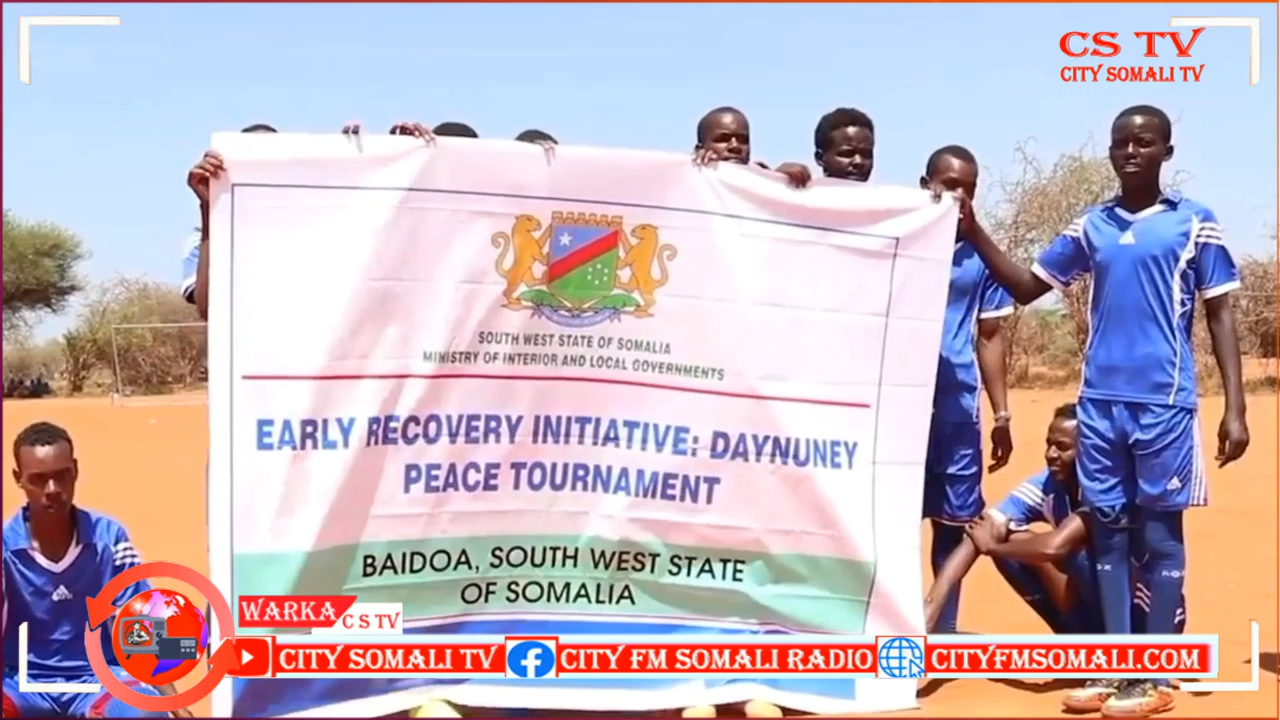 CS TV
CITY SOMALI TV
SOUTH WEST STATE OF SOMALIA
MINISTRY OF INTERIOR AND LOCAL GOVERNMENTS
EARLY RECOVERY INITIATIVE: DAYNUNEY
PEACE TOURNAMENT
BAIDOA, SOUTH WEST STATE
OF SOMALIA
WARKA
C S TV
CITY SOMALI TV CITY FM SOMALI RADIO CITYFMSOMALI.COM